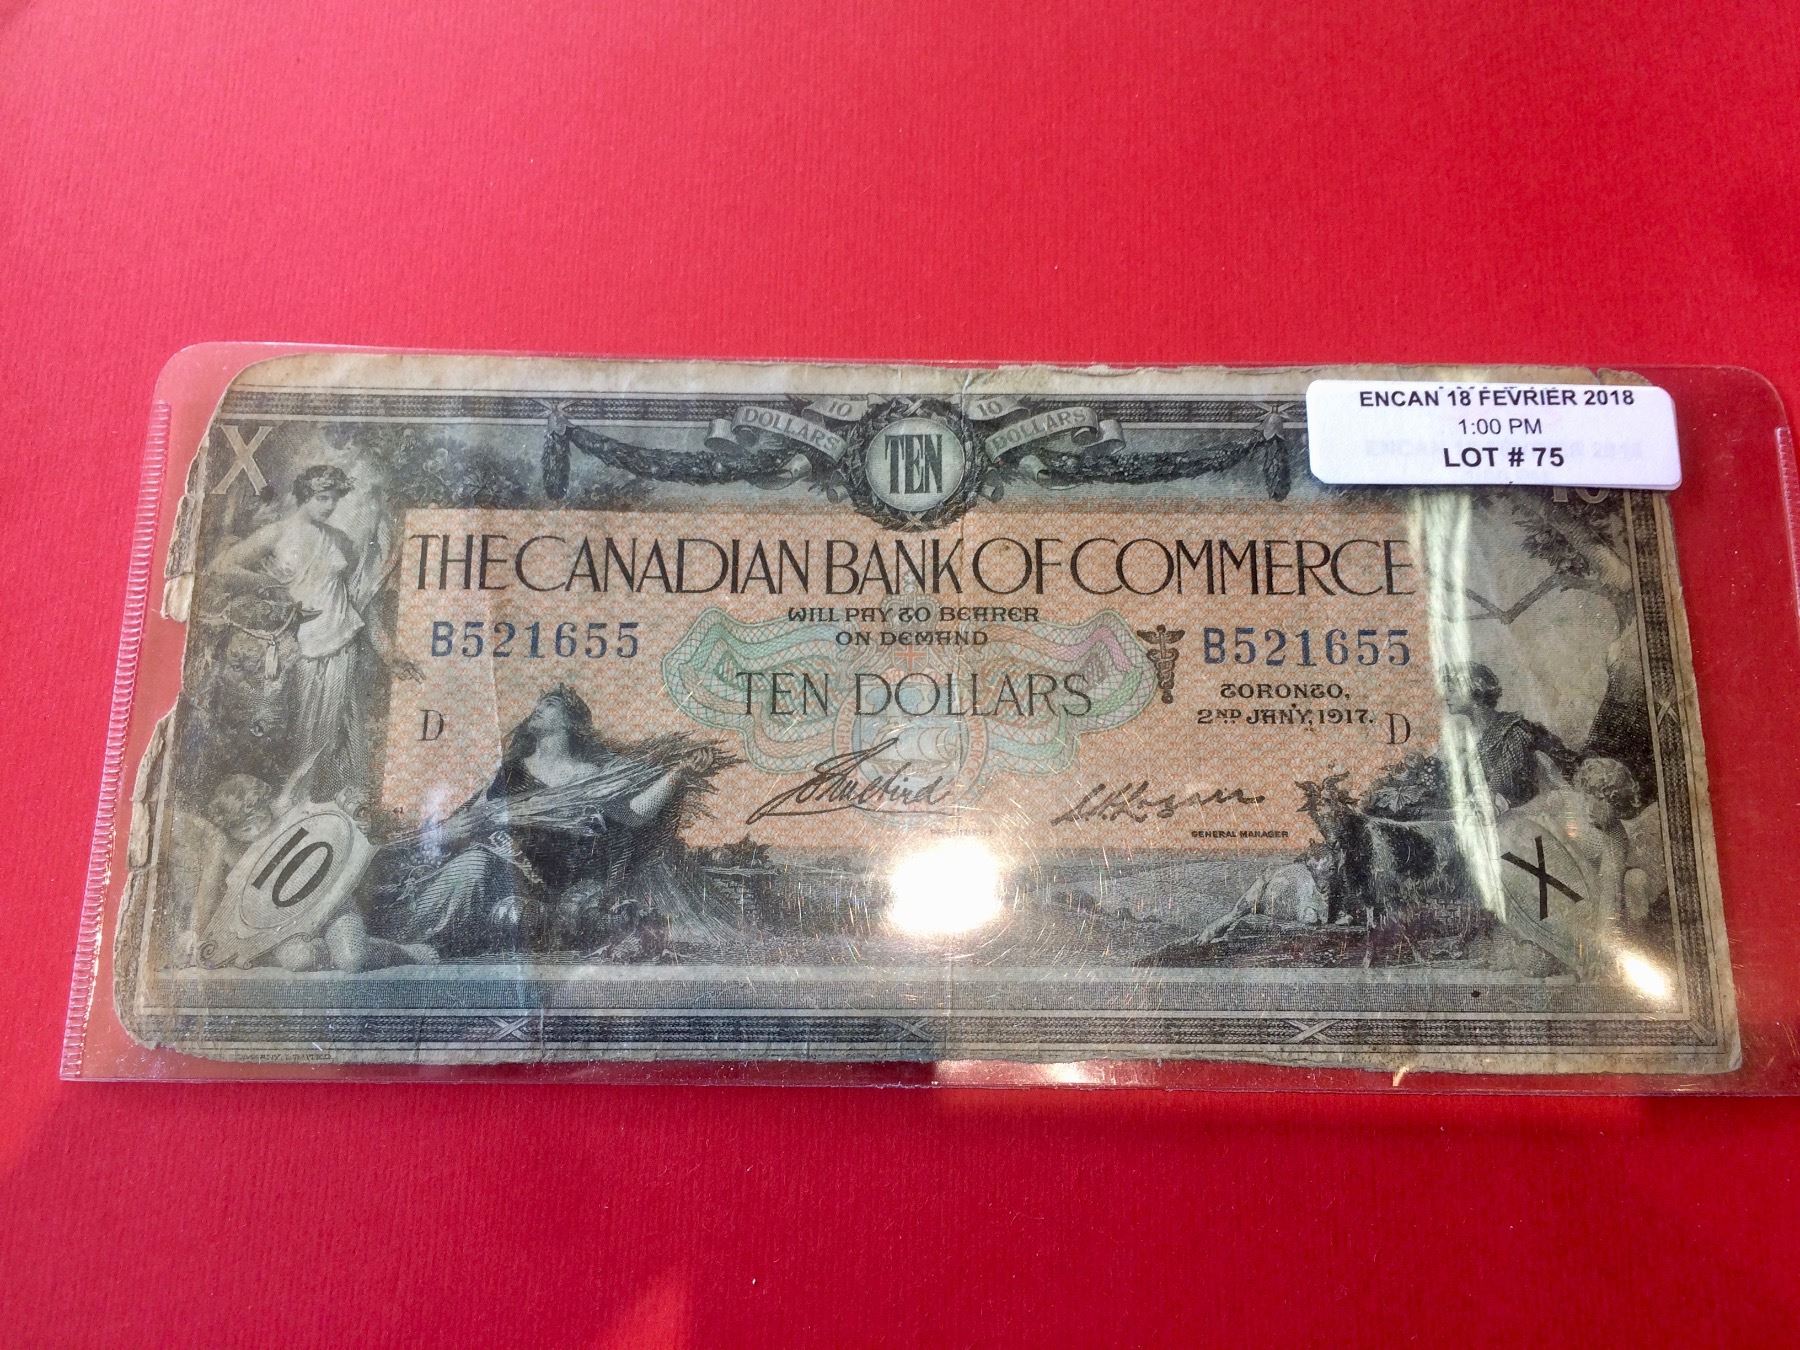 ENCAN 18 FEVRIER 2018
1:00 PM
LOT # 75
X
DOLLARS 10
TEN
10 DOLLARS
10
THE CANADIAN BANK OF COMMERCE
WILL PAY TO BEARER
ON DEMAND
B521655
B521655
TEN DOLLARS
TORONTO,
2ND JANY, 1917.
D
D
GENERAL MANAGER
10
X